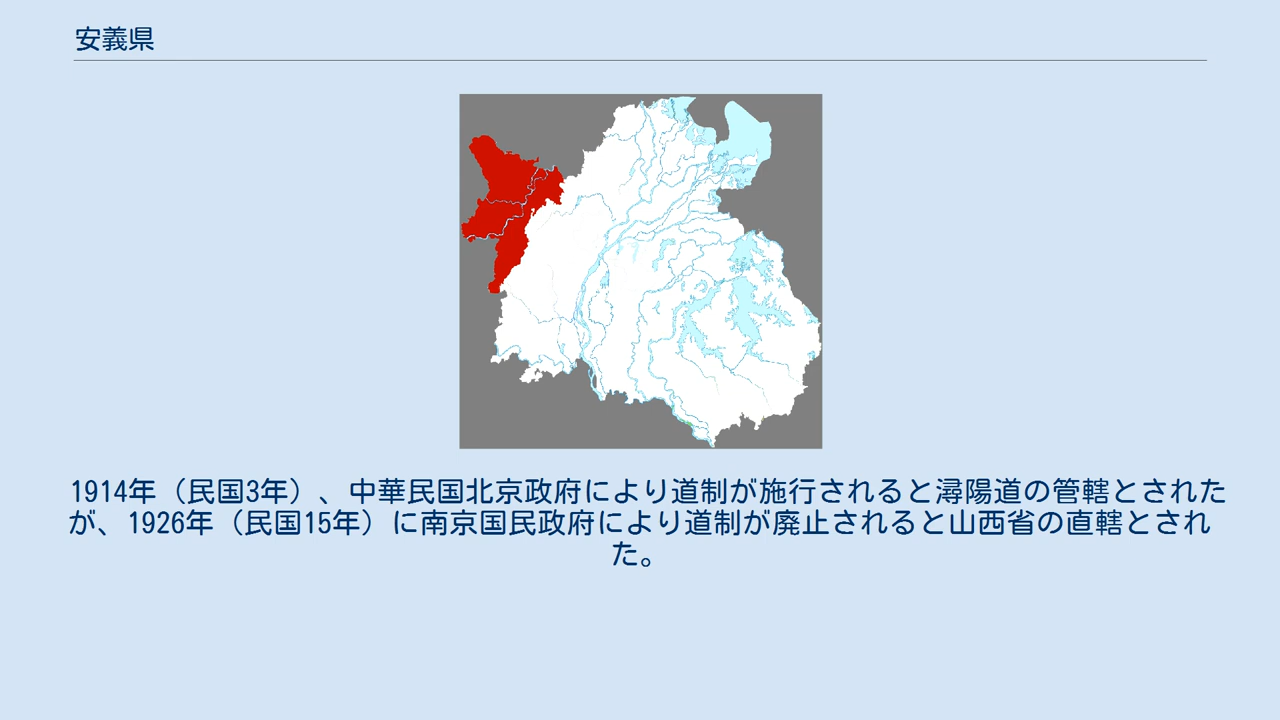 安義県
1914年（民国3年）、中華民国北京政府により道制が施行されると潯陽道の管轄とされた
が、1926年（民国15年）に南京国民政府により道制が廃止されると山西省の直轄とされ
た。